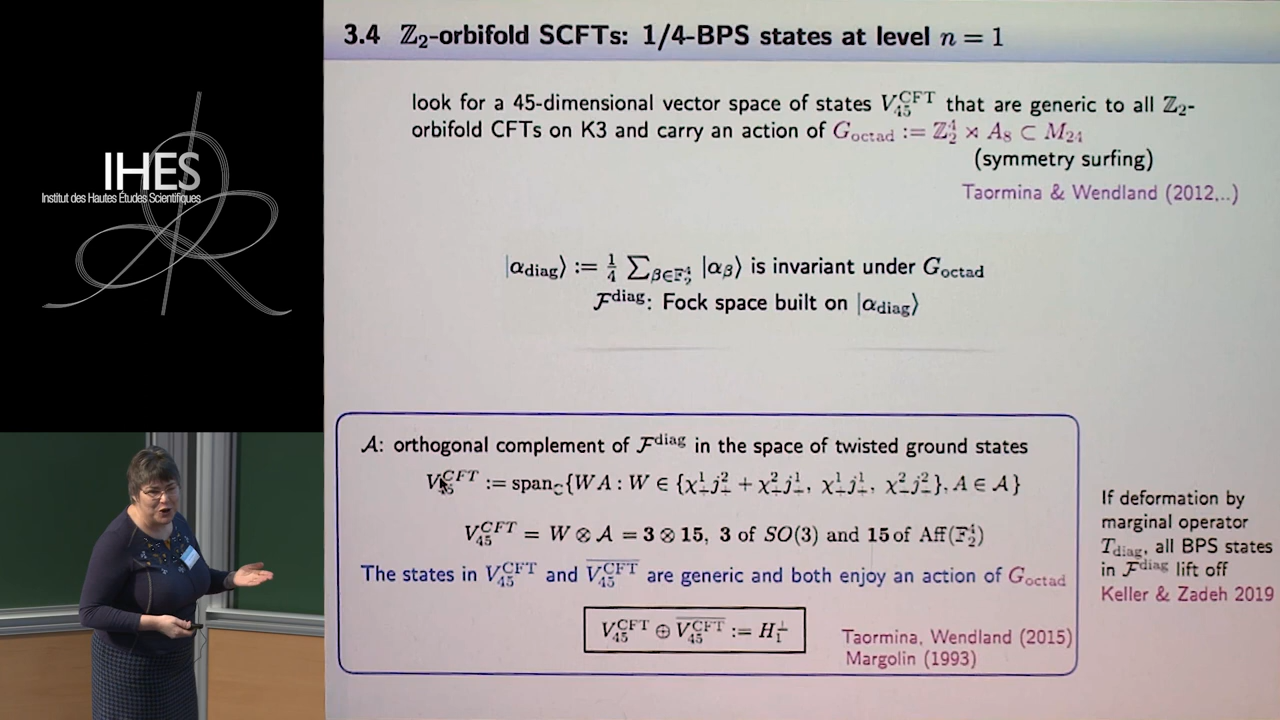 IHES
Institut des Hautes Études Scientifiques
3.4 ℤ₂-orbifold SCFTs: 1/4-BPS states at level n = 1
look for a 45-dimensional vector space of states V₄₅^CFT that are generic to all ℤ₂-
orbifold CFTs on K3 and carry an action of G_octad := ℤ₂⁴ ⋊ A₈ ⊂ M₂₄
(symmetry surfing)
Taormina & Wendland (2012,..)
|α_diag⟩ := 1/4 ∑_{β∈𝔽₂⁴} |α_β⟩ is invariant under G_octad
ℱ^diag: Fock space built on |α_diag⟩
𝒜: orthogonal complement of ℱ^diag in the space of twisted ground states
V₄₅^CFT := span_ℂ{WA : W ∈ {χ₊¹j₊² + χ₊²j₊¹, χ₊¹j₊¹, χ₊²j₊²}, A ∈ 𝒜}
V₄₅^CFT = W ⊗ 𝒜 = 3 ⊗ 15, 3 of SO(3) and 15 of Aff(𝔽₂⁴)
The states in V₄₅^CFT and \overline{V₄₅^CFT} are generic and both enjoy an action of G_octad
V₄₅^CFT ⊕ \overline{V₄₅^CFT} := H₁^⊥
Taormina, Wendland (2015)
Margolin (1993)
If deformation by
marginal operator
T_diag, all BPS states
in ℱ^diag lift off
Keller & Zadeh 2019